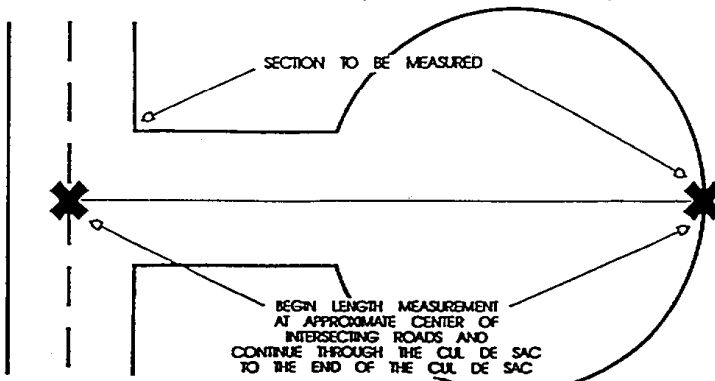 SECTION TO BE MEASURED
BEGIN LENGTH MEASUREMENT
AT APPROXIMATE CENTER OF
INTERSECTING ROADS AND
CONTINUE THROUGH THE CUL DE SAC
TO THE END OF THE CUL DE SAC